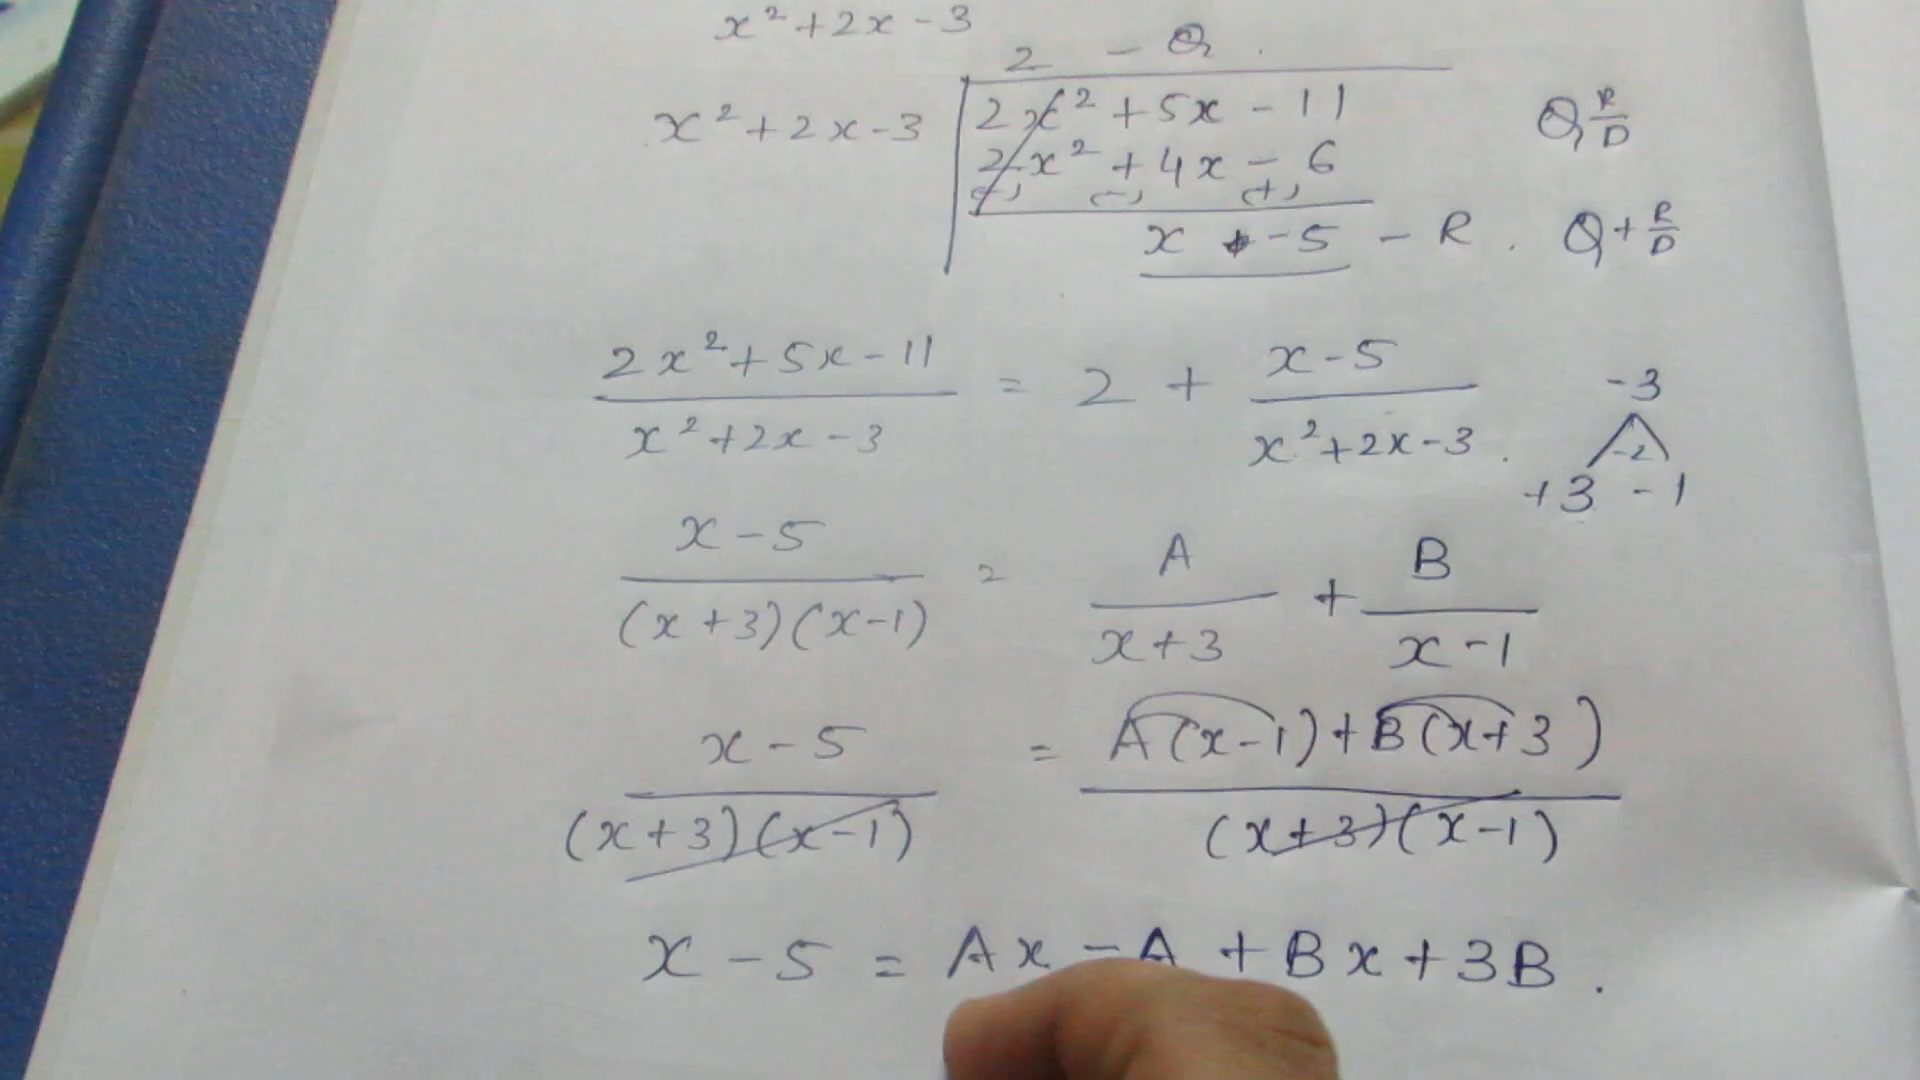 x² + 2x - 3
2 - Q.
x² + 2x - 3 | 2x² + 5x - 11
Q R/D
2x² + 4x - 6
(-) (-) (+)
x - 5 - R. Q + R/D
(2x² + 5x - 11)/(x² + 2x - 3) = 2 + (x - 5)/(x² + 2x - 3).
-3
-2
+3 -1
(x - 5)/((x + 3)(x - 1)) = A/(x + 3) + B/(x - 1)
(x - 5)/((x + 3)(x - 1)) = (A(x - 1) + B(x + 3))/((x + 3)(x - 1))
x - 5 = Ax - A + Bx + 3B.